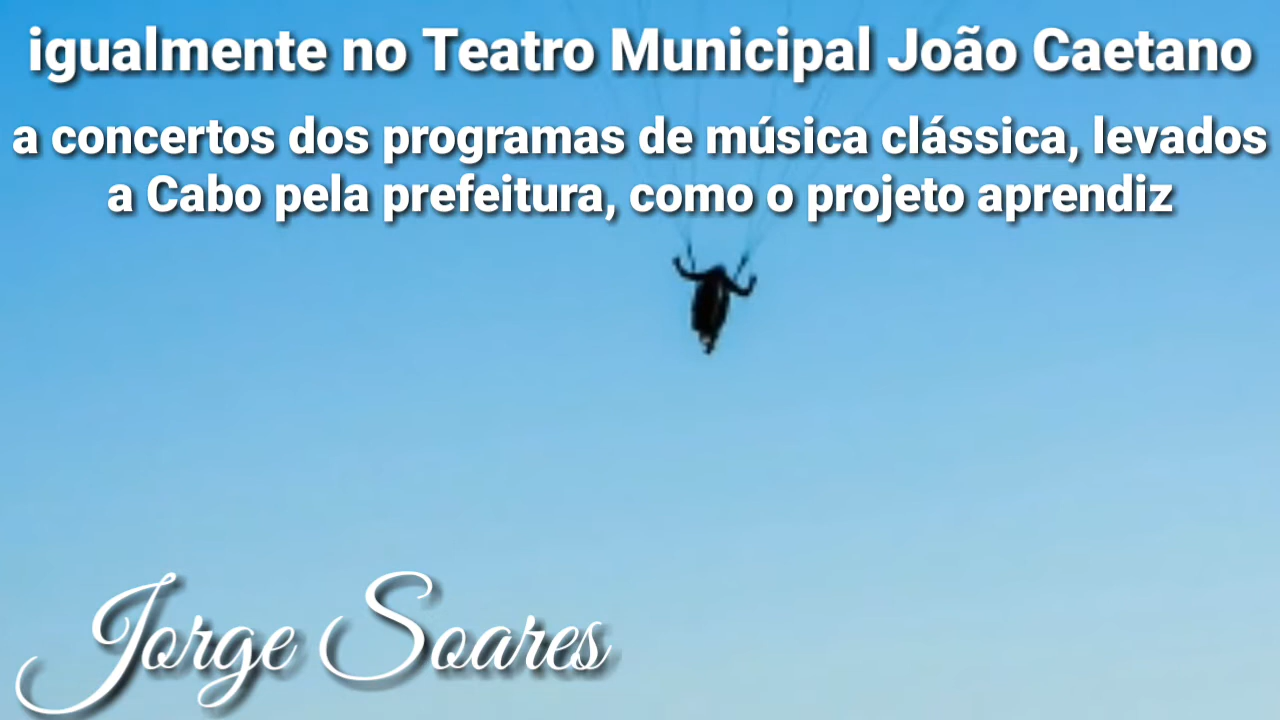 igualmente no Teatro Municipal João Caetano
a concertos dos programas de música clássica, levados
a Cabo pela prefeitura, como o projeto aprendiz
Jorge Soares